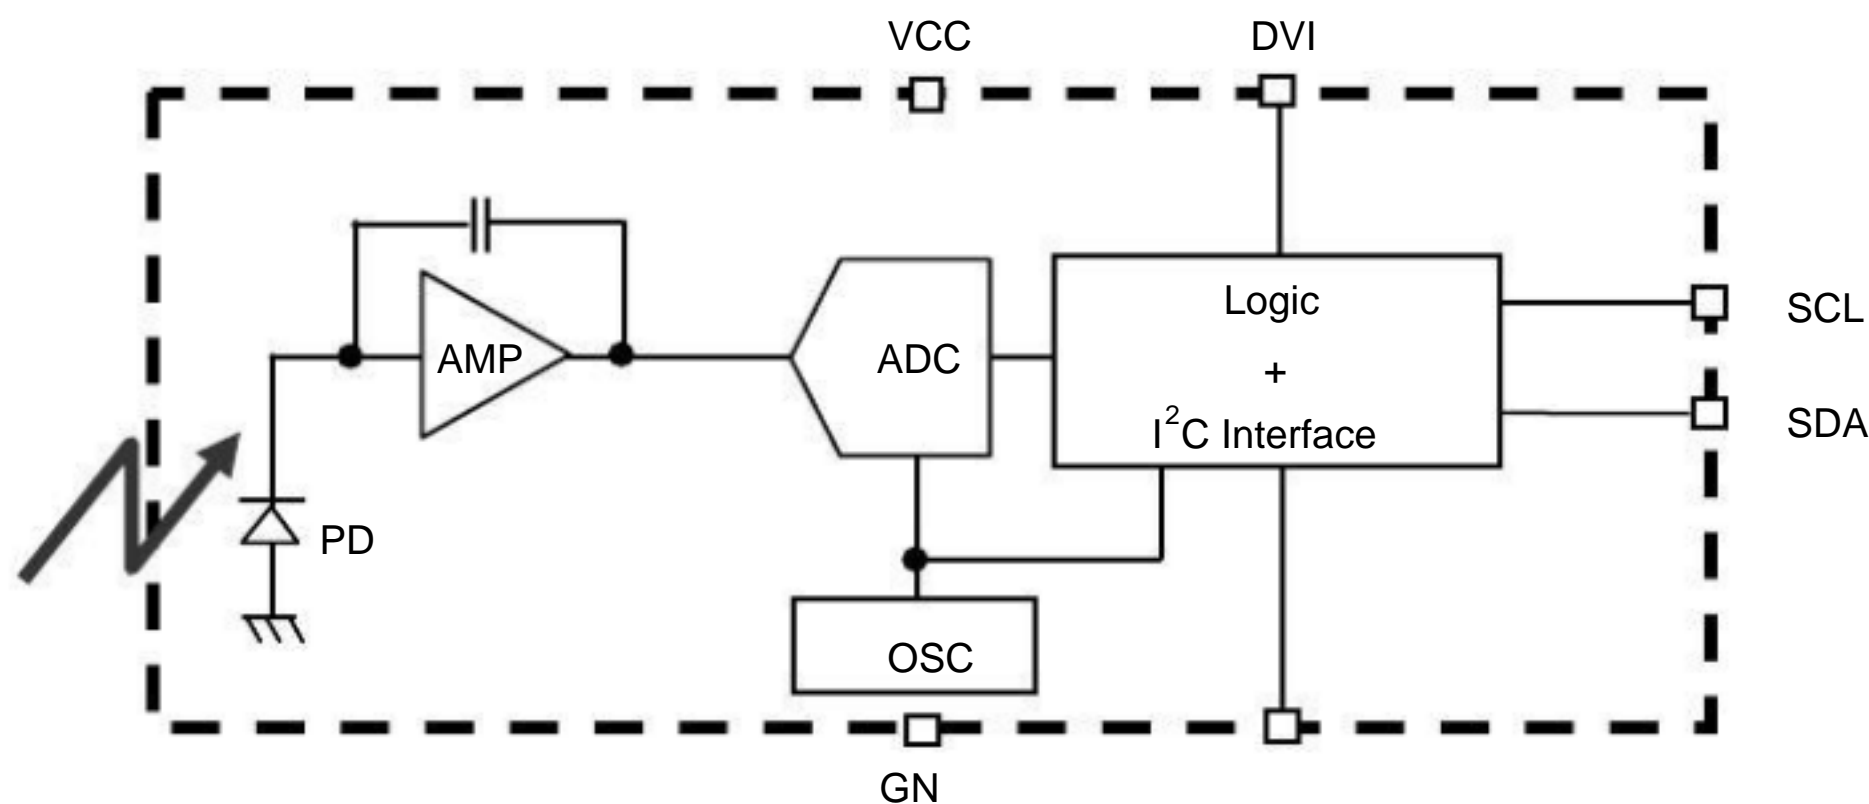 VCC
DVI
AMP
ADC
Logic
+
I²C Interface
SCL
SDA
PD
OSC
GN